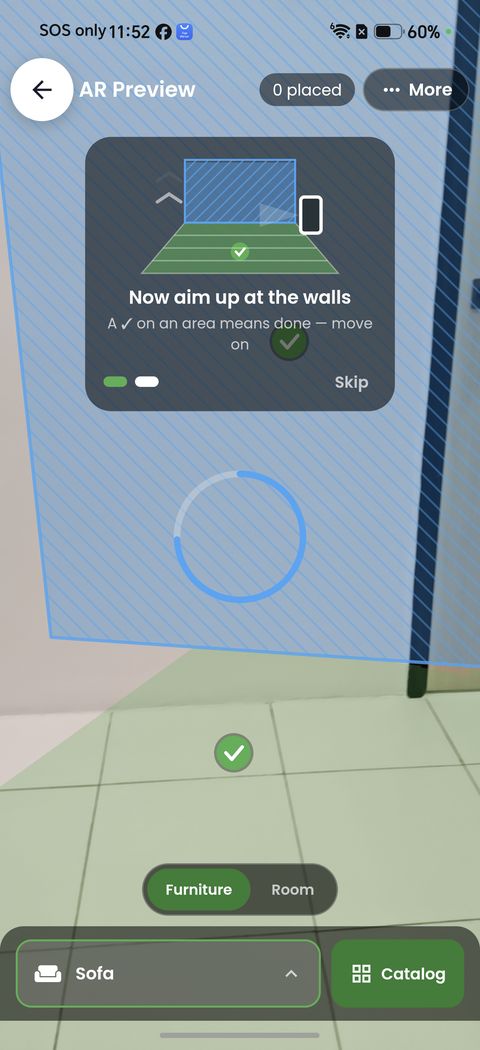 SOS only 11:52 60%
AR Preview
0 placed
More
Now aim up at the walls
A ✓ on an area means done — move
on
Skip
Furniture
Room
Sofa
Catalog